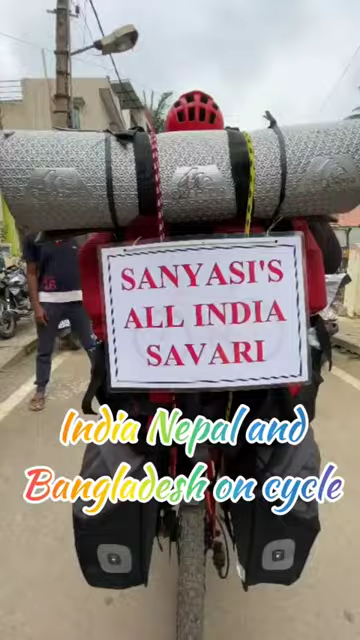 SANYASI'S
ALL INDIA
SAVARI
India Nepal and
Bangladesh on cycle